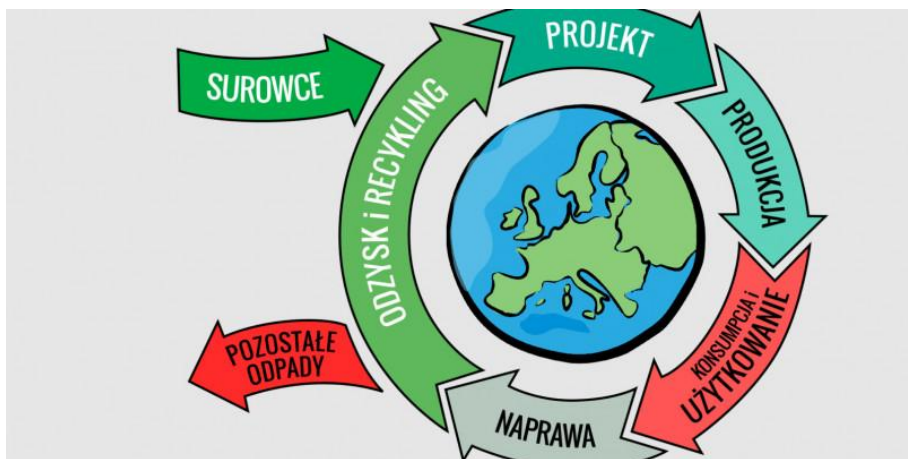 SUROWCE
PROJEKT
PRODUKCJA
KONSUMPCJA i
UŻYTKOWANIE
NAPRAWA
ODZYSK i RECYKLING
POZOSTAŁE
ODPADY